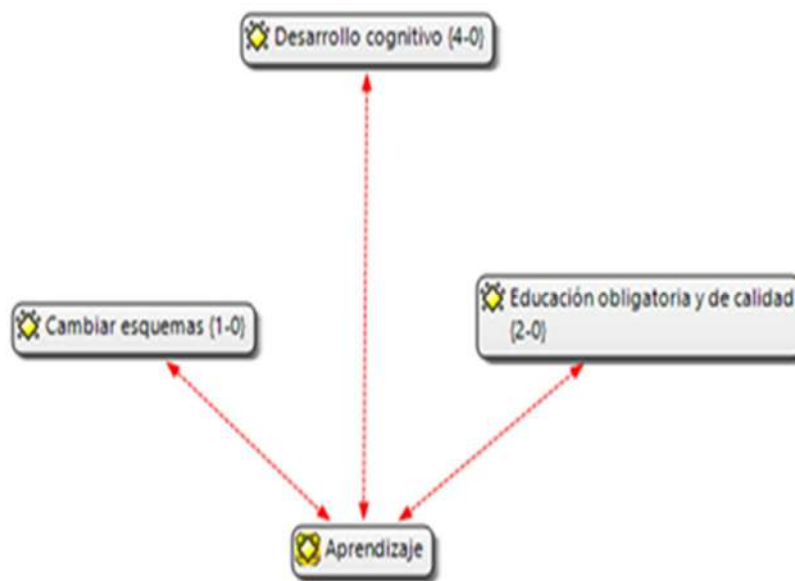 Desarrollo cognitivo {4-0}
Cambiar esquemas {1-0}
Educación obligatoria y de calidad
{2-0}
Aprendizaje